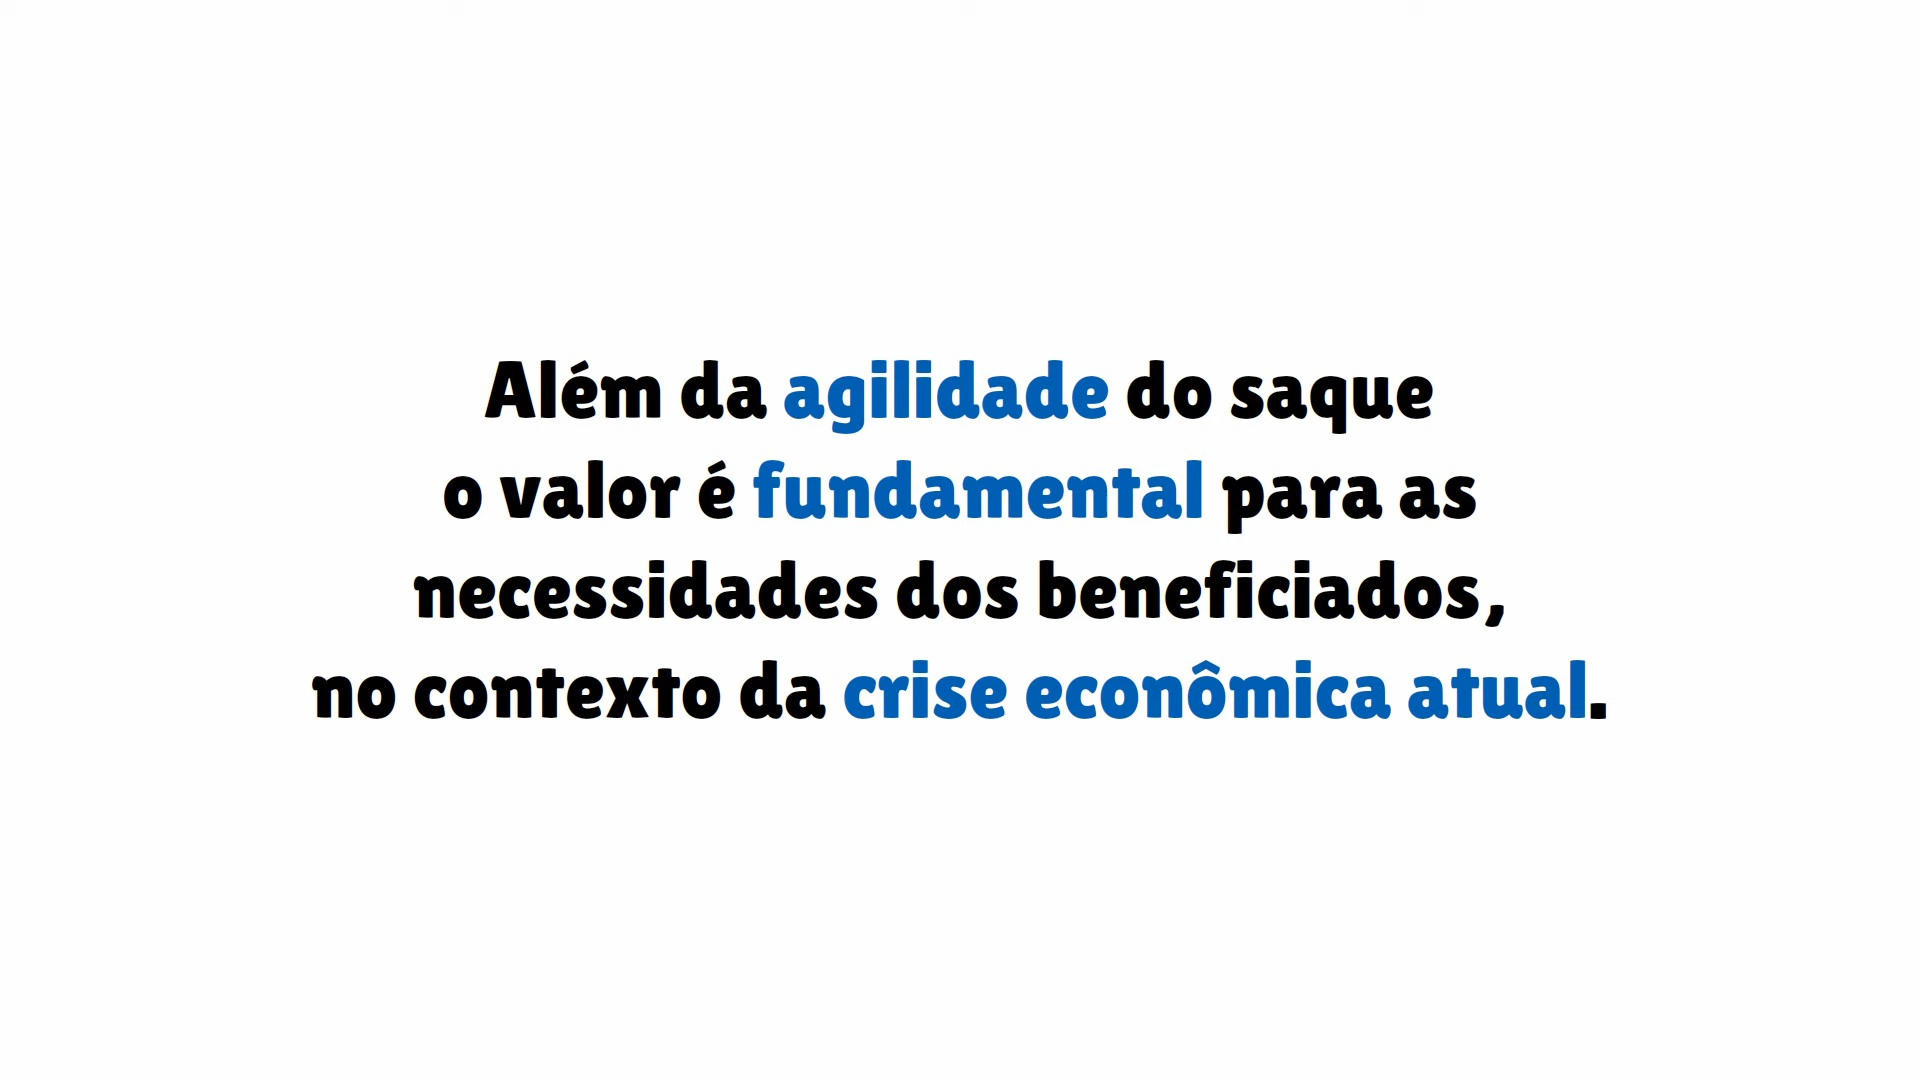 Além da agilidade do saque
o valor é fundamental para as
necessidades dos beneficiados,
no contexto da crise econômica atual.